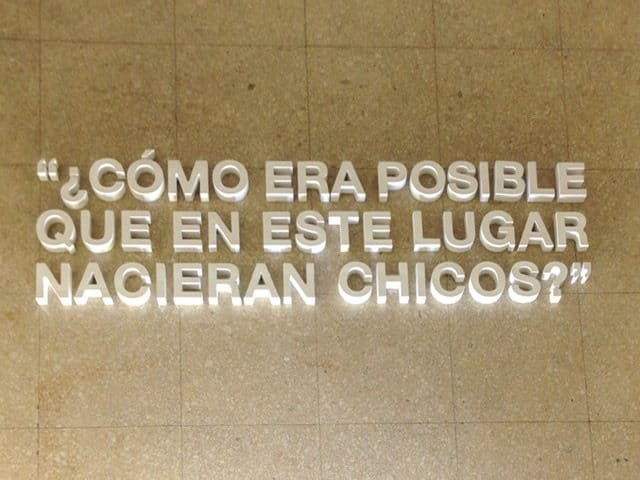 “¿CÓMO ERA POSIBLE
QUE EN ESTE LUGAR
NACIERAN CHICOS?”